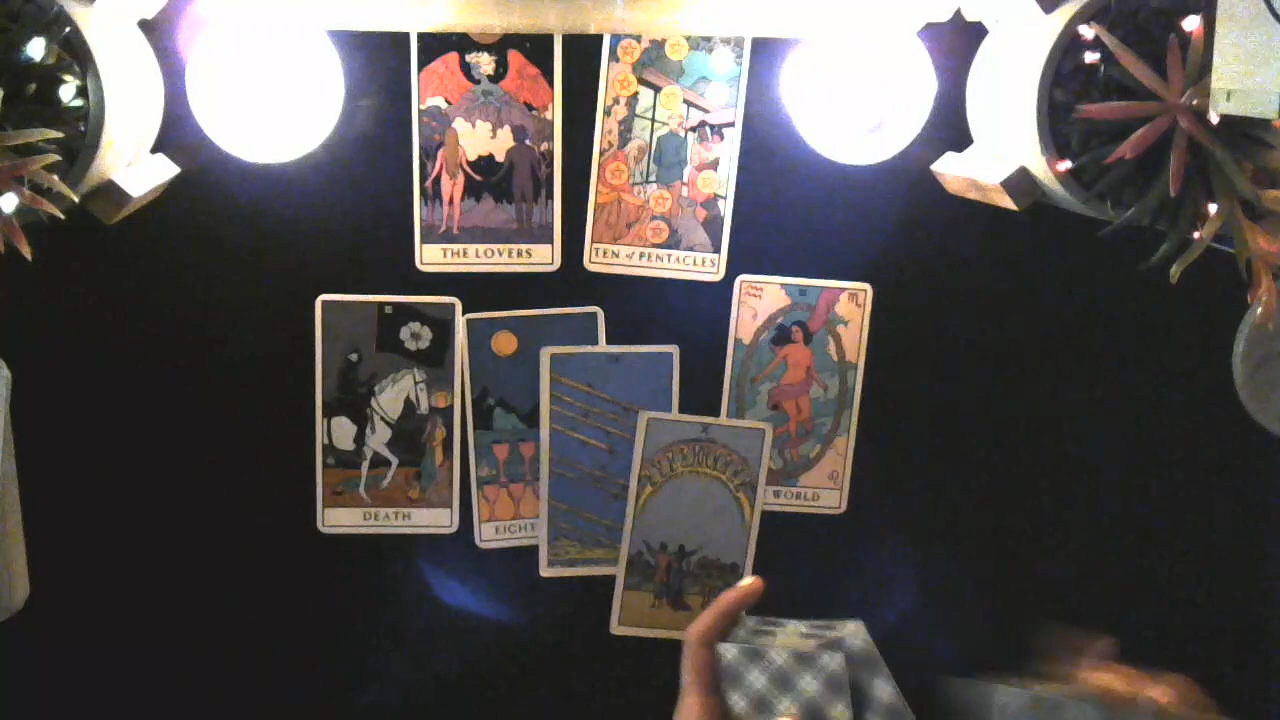 THE LOVERS
TEN of PENTACLES
DEATH
EIGHT
WORLD